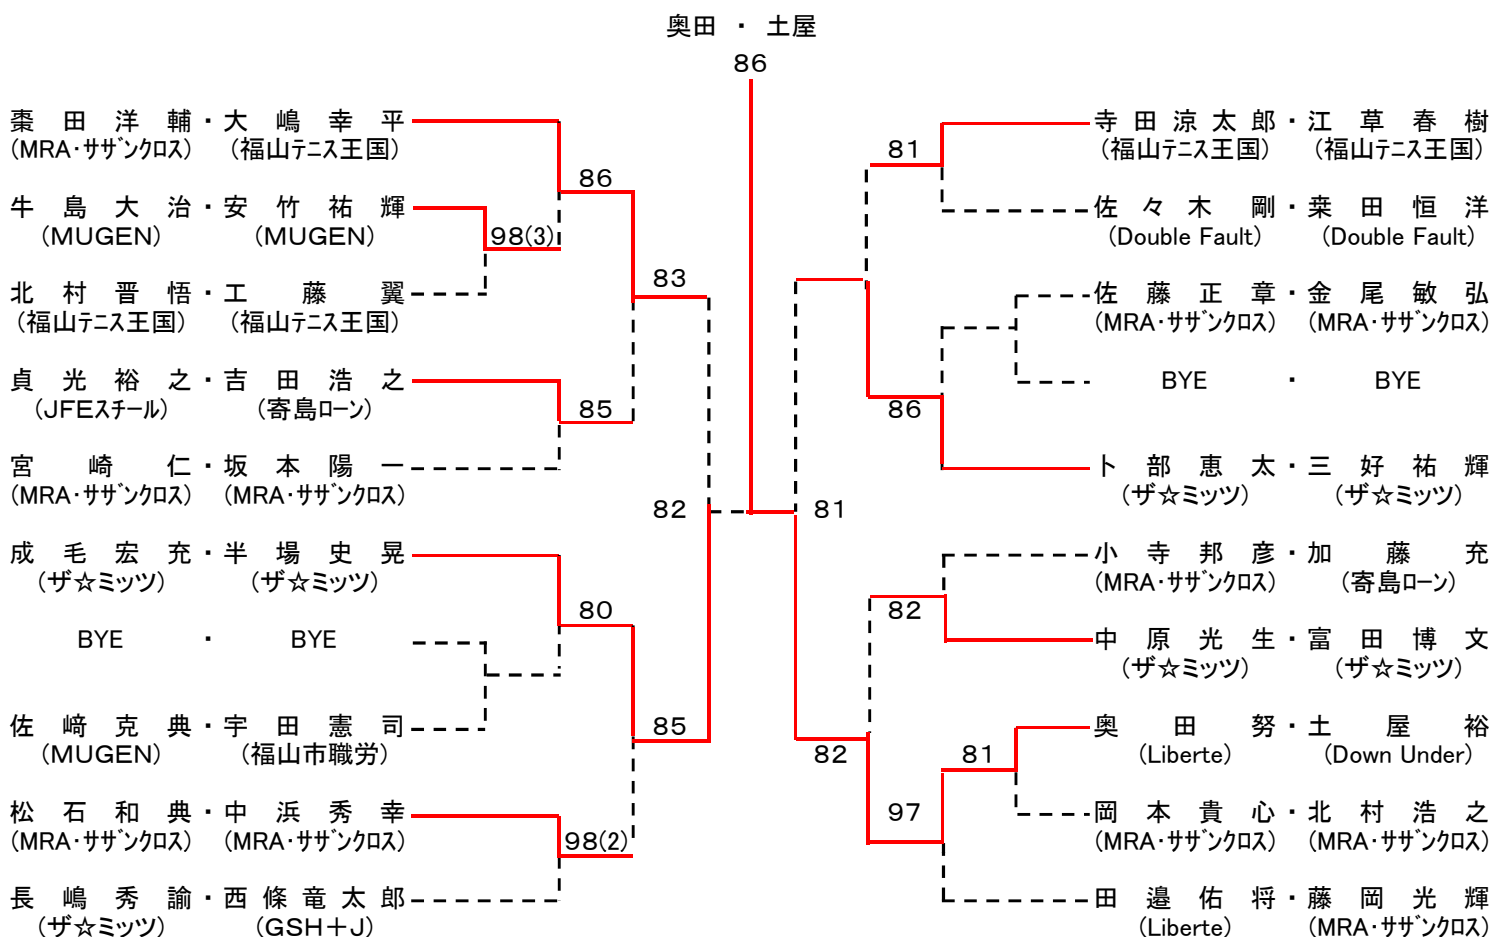 奥田 ・ 土屋
86
棗田洋輔・大嶋幸平
(MRA・ｻｻﾞﾝｸﾛｽ) (福山ﾃﾆｽ王国)
86
牛島大治・安竹祐輝
(MUGEN) (MUGEN)
98(3)
北村晋悟・工藤翼
(福山ﾃﾆｽ王国) (福山ﾃﾆｽ王国)
83
貞光裕之・吉田浩之
(JFEｽﾁｰﾙ) (寄島ローン)
85
宮崎仁・坂本陽一
(MRA・ｻｻﾞﾝｸﾛｽ) (MRA・ｻｻﾞﾝｸﾛｽ)
82
成毛宏充・半場史晃
(ザ☆ミッツ) (ザ☆ミッツ)
80
BYE ・ BYE
佐﨑克典・宇田憲司
(MUGEN) (福山市職労)
85
松石和典・中浜秀幸
(MRA・ｻｻﾞﾝｸﾛｽ) (MRA・ｻｻﾞﾝｸﾛｽ)
98(2)
長嶋秀諭・西條竜太郎
(ザ☆ミッツ) (GSH＋J)
寺田涼太郎・江草春樹
(福山ﾃﾆｽ王国) (福山ﾃﾆｽ王国)
81
佐々木剛・桒田恒洋
(Double Fault) (Double Fault)
佐藤正章・金尾敏弘
(MRA・ｻｻﾞﾝｸﾛｽ) (MRA・ｻｻﾞﾝｸﾛｽ)
BYE ・ BYE
86
卜部恵太・三好祐輝
(ザ☆ミッツ) (ザ☆ミッツ)
81
小寺邦彦・加藤充
(MRA・ｻｻﾞﾝｸﾛｽ) (寄島ローン)
82
中原光生・富田博文
(ザ☆ミッツ) (ザ☆ミッツ)
奥田努・土屋裕
(Liberte) (Down Under)
82
81
岡本貴心・北村浩之
(MRA・ｻｻﾞﾝｸﾛｽ) (MRA・ｻｻﾞﾝｸﾛｽ)
97
田邉佑将・藤岡光輝
(Liberte) (MRA・ｻｻﾞﾝｸﾛｽ)